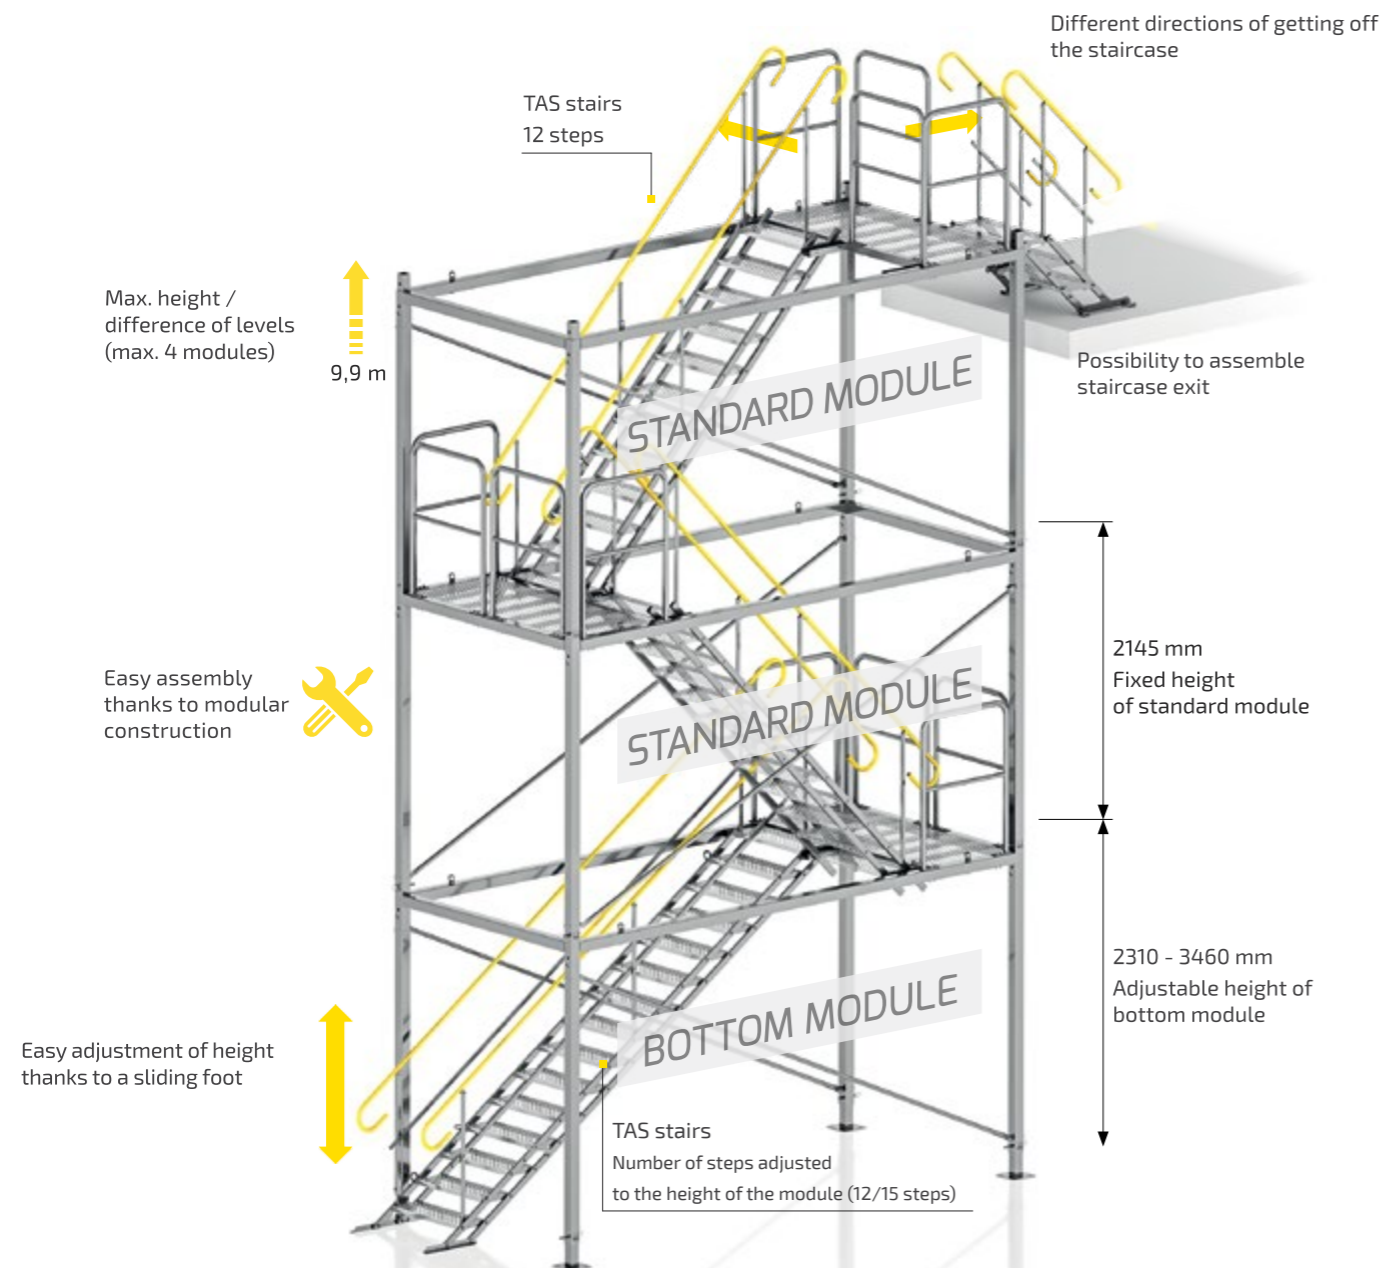 Different directions of getting off
the staircase
TAS stairs
12 steps
Max. height /
difference of levels
(max. 4 modules)
9,9 m
Possibility to assemble
staircase exit
STANDARD MODULE
2145 mm
Fixed height
of standard module
Easy assembly
thanks to modular
construction
STANDARD MODULE
2310 - 3460 mm
Adjustable height of
bottom module
BOTTOM MODULE
Easy adjustment of height
thanks to a sliding foot
TAS stairs
Number of steps adjusted
to the height of the module (12/15 steps)